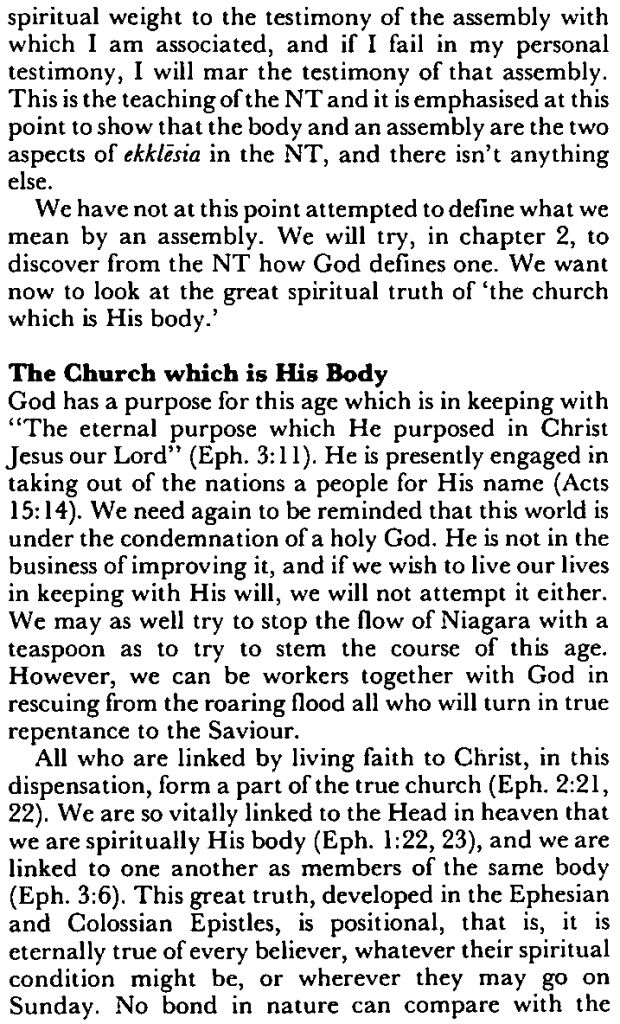 spiritual weight to the testimony of the assembly with
which I am associated, and if I fail in my personal
testimony, I will mar the testimony of that assembly.
This is the teaching of the NT and it is emphasised at this
point to show that the body and an assembly are the two
aspects of ekklēsia in the NT, and there isn't anything
else.
We have not at this point attempted to define what we
mean by an assembly. We will try, in chapter 2, to
discover from the NT how God defines one. We want
now to look at the great spiritual truth of 'the church
which is His body.'
The Church which is His Body
God has a purpose for this age which is in keeping with
"The eternal purpose which He purposed in Christ
Jesus our Lord" (Eph. 3:11). He is presently engaged in
taking out of the nations a people for His name (Acts
15:14). We need again to be reminded that this world is
under the condemnation of a holy God. He is not in the
business of improving it, and if we wish to live our lives
in keeping with His will, we will not attempt it either.
We may as well try to stop the flow of Niagara with a
teaspoon as to try to stem the course of this age.
However, we can be workers together with God in
rescuing from the roaring flood all who will turn in true
repentance to the Saviour.
All who are linked by living faith to Christ, in this
dispensation, form a part of the true church (Eph. 2:21,
22). We are so vitally linked to the Head in heaven that
we are spiritually His body (Eph. 1:22, 23), and we are
linked to one another as members of the same body
(Eph. 3:6). This great truth, developed in the Ephesian
and Colossian Epistles, is positional, that is, it is
eternally true of every believer, whatever their spiritual
condition might be, or wherever they may go on
Sunday. No bond in nature can compare with the